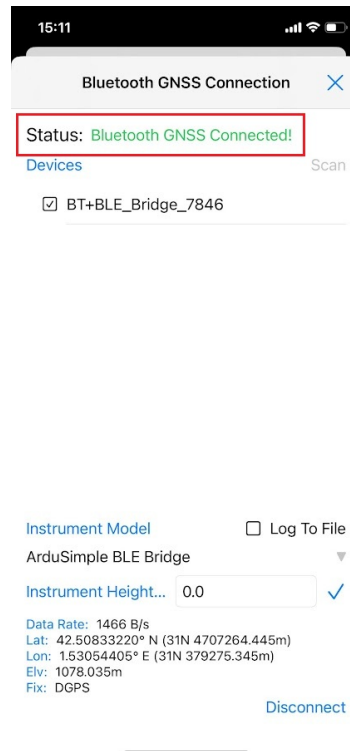 15:11
Bluetooth GNSS Connection
Status: Bluetooth GNSS Connected!
Devices Scan
BT+BLE_Bridge_7846
Instrument Model Log To File
ArduSimple BLE Bridge
Instrument Height... 0.0
Data Rate: 1466 B/s
Lat: 42.50833220° N (31N 4707264.445m)
Lon: 1.53054405° E (31N 379275.345m)
Elv: 1078.035m
Fix: DGPS
Disconnect